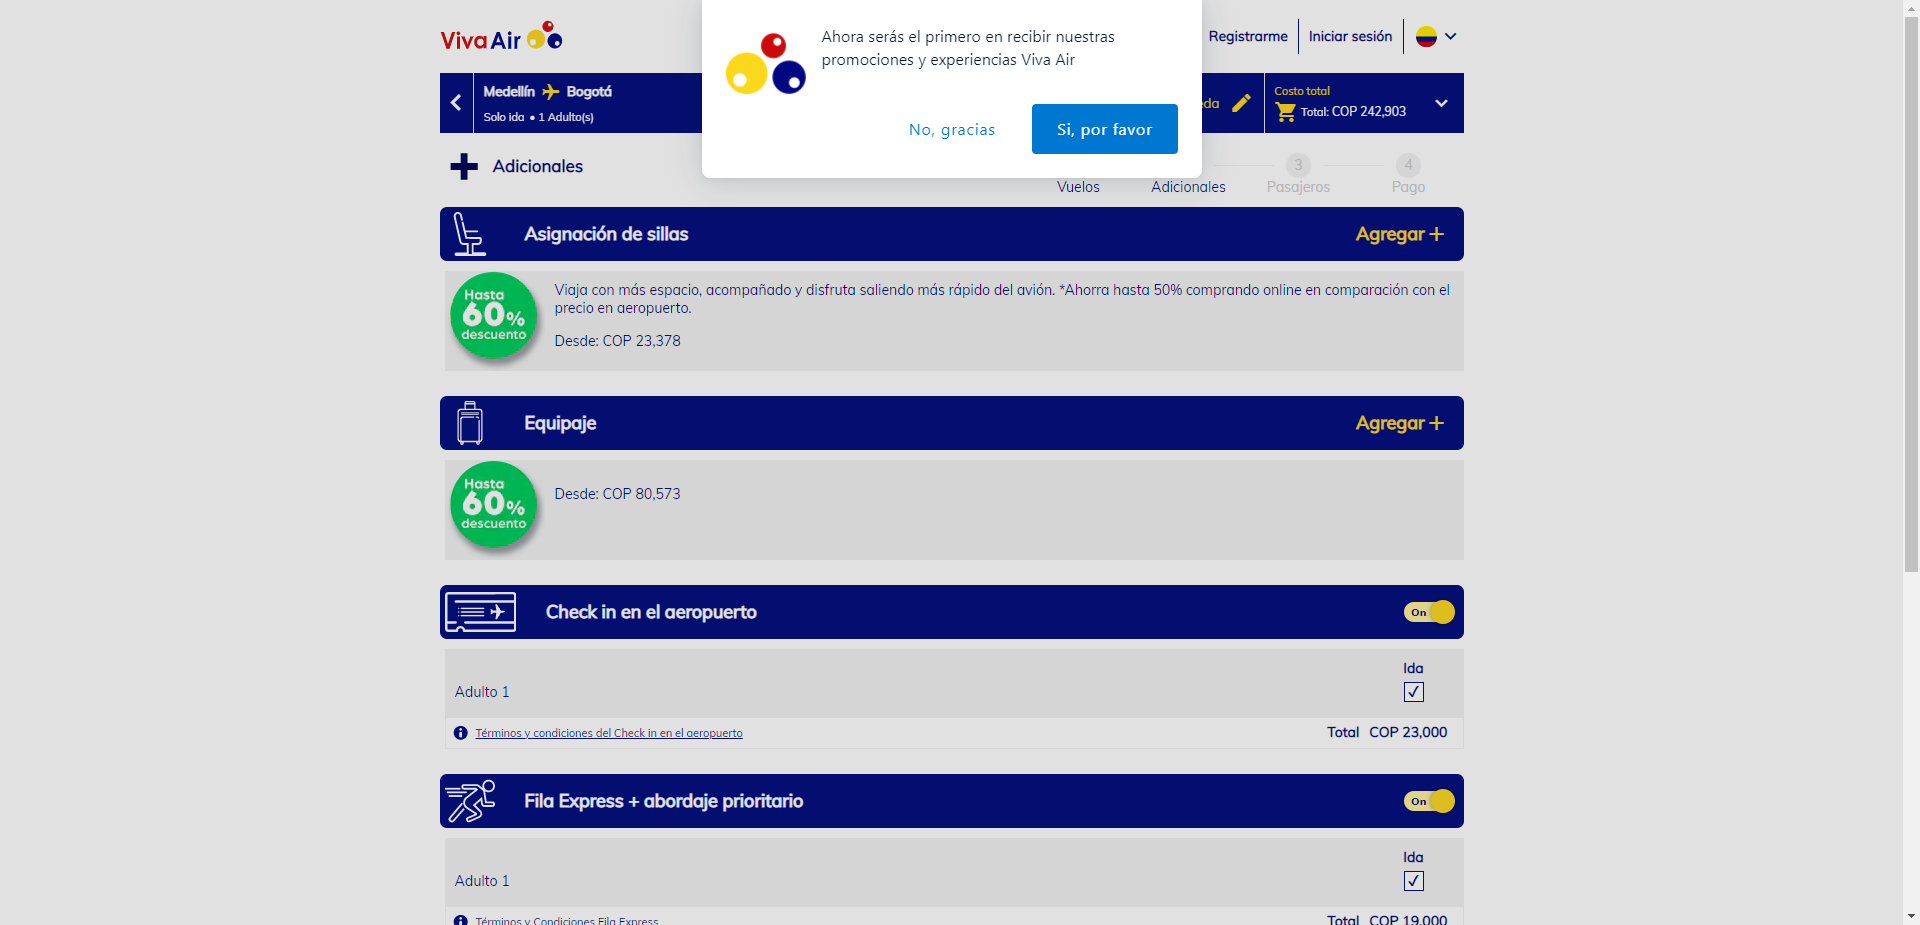 Viva Air
Ahora serás el primero en recibir nuestras
promociones y experiencias Viva Air
No, gracias
Si, por favor
Registrarme
Iniciar sesión
Medellín Bogotá
Solo ida • 1 Adulto(s)
Costo total
Total: COP 242,903
Adicionales
3
4
Vuelos
Adicionales
Pasajeros
Pago
Asignación de sillas
Agregar +
Hasta
60%
descuento
Viaja con más espacio, acompañado y disfruta saliendo más rápido del avión. *Ahorra hasta 50% comprando online en comparación con el
precio en aeropuerto.
Desde: COP 23,378
Equipaje
Agregar +
Hasta
60%
descuento
Desde: COP 80,573
Check in en el aeropuerto
On
Ida
Adulto 1
Términos y condiciones del Check in en el aeropuerto
Total COP 23,000
Fila Express + abordaje prioritario
On
Ida
Adulto 1
Términos y Condiciones Fila Express
Total COP 19,000